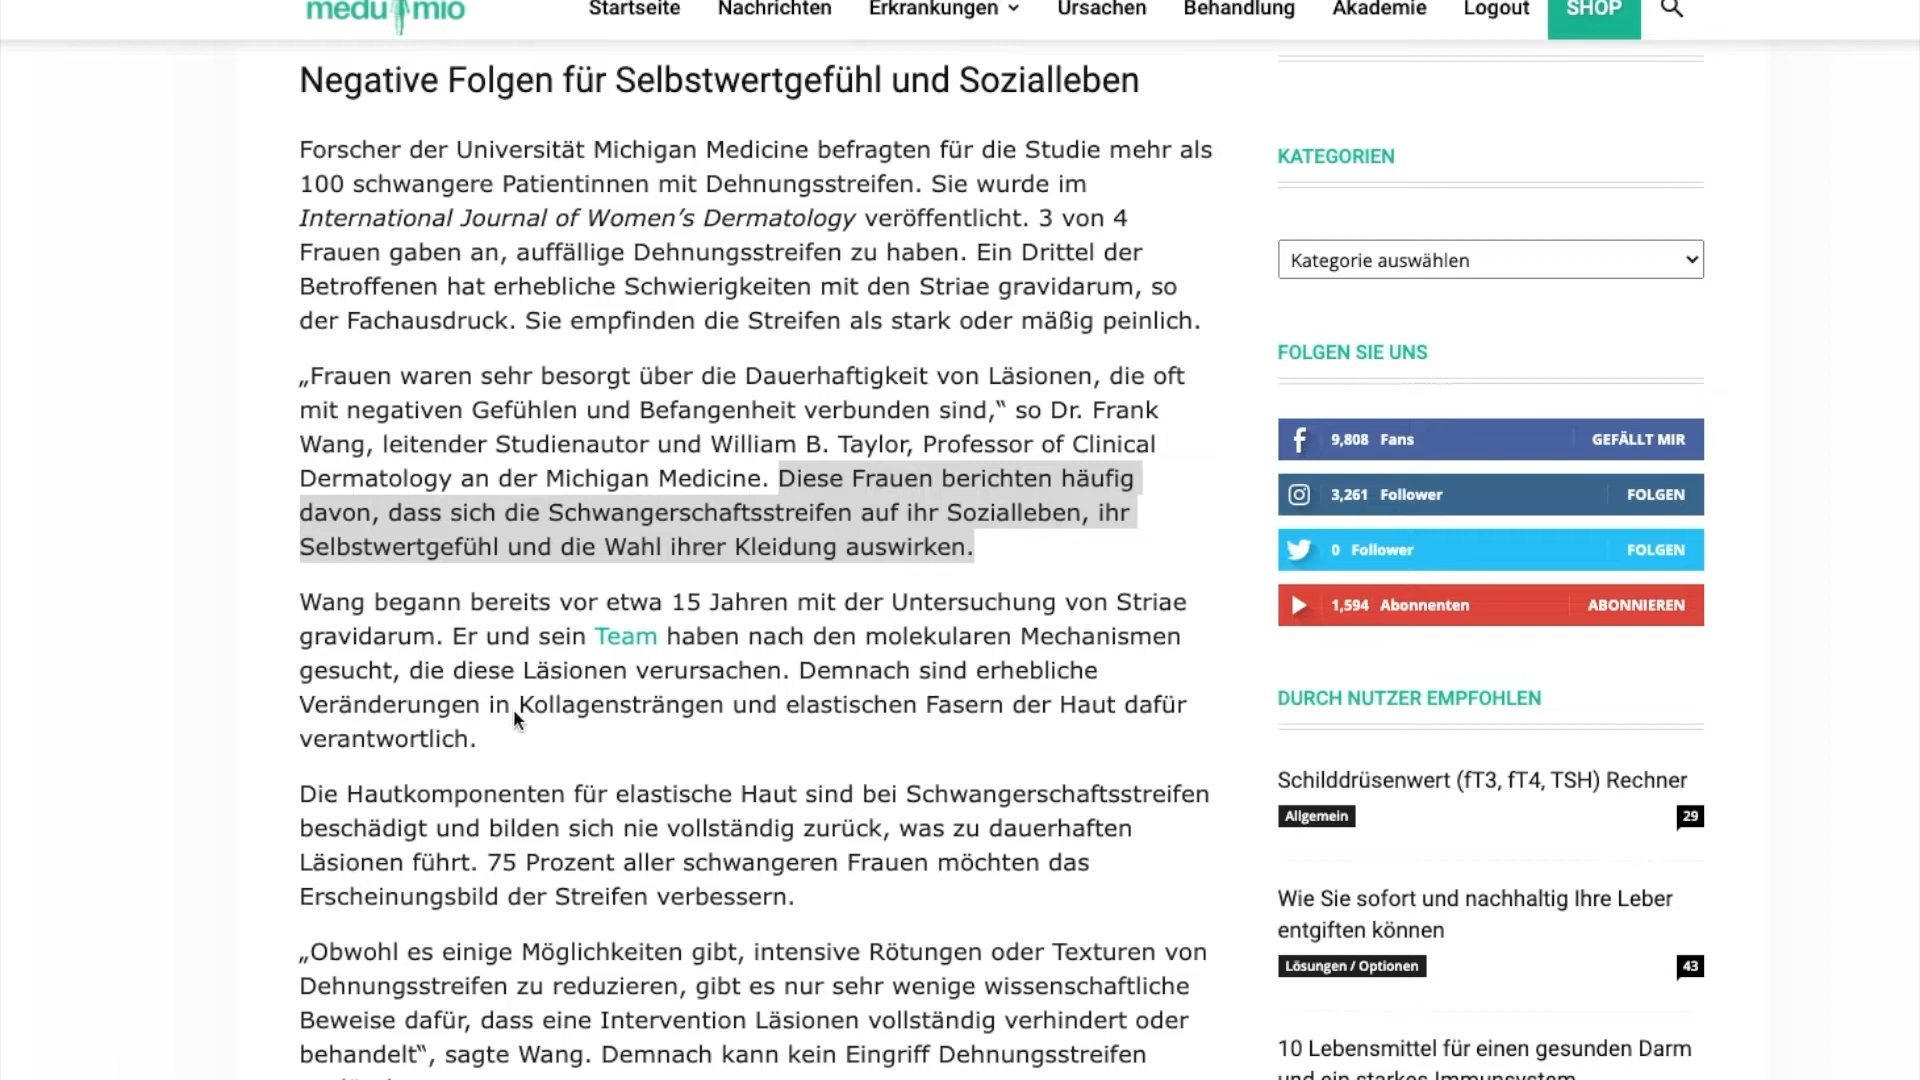 medumio
Startseite Nachrichten Erkrankungen Ursachen Behandlung Akademie Logout SHOP
Negative Folgen für Selbstwertgefühl und Sozialleben
Forscher der Universität Michigan Medicine befragten für die Studie mehr als
100 schwangere Patientinnen mit Dehnungsstreifen. Sie wurde im
International Journal of Women’s Dermatology veröffentlicht. 3 von 4
Frauen gaben an, auffällige Dehnungsstreifen zu haben. Ein Drittel der
Betroffenen hat erhebliche Schwierigkeiten mit den Striae gravidarum, so
der Fachausdruck. Sie empfinden die Streifen als stark oder mäßig peinlich.
„Frauen waren sehr besorgt über die Dauerhaftigkeit von Läsionen, die oft
mit negativen Gefühlen und Befangenheit verbunden sind,“ so Dr. Frank
Wang, leitender Studienautor und William B. Taylor, Professor of Clinical
Dermatology an der Michigan Medicine. Diese Frauen berichten häufig
davon, dass sich die Schwangerschaftsstreifen auf ihr Sozialleben, ihr
Selbstwertgefühl und die Wahl ihrer Kleidung auswirken.
Wang begann bereits vor etwa 15 Jahren mit der Untersuchung von Striae
gravidarum. Er und sein Team haben nach den molekularen Mechanismen
gesucht, die diese Läsionen verursachen. Demnach sind erhebliche
Veränderungen in Kollagensträngen und elastischen Fasern der Haut dafür
verantwortlich.
Die Hautkomponenten für elastische Haut sind bei Schwangerschaftsstreifen
beschädigt und bilden sich nie vollständig zurück, was zu dauerhaften
Läsionen führt. 75 Prozent aller schwangeren Frauen möchten das
Erscheinungsbild der Streifen verbessern.
„Obwohl es einige Möglichkeiten gibt, intensive Rötungen oder Texturen von
Dehnungsstreifen zu reduzieren, gibt es nur sehr wenige wissenschaftliche
Beweise dafür, dass eine Intervention Läsionen vollständig verhindert oder
behandelt“, sagte Wang. Demnach kann kein Eingriff Dehnungsstreifen
KATEGORIEN
Kategorie auswählen
FOLGEN SIE UNS
9,808 Fans GEFÄLLT MIR
3,261 Follower FOLGEN
0 Follower FOLGEN
1,594 Abonnenten ABONNIEREN
DURCH NUTZER EMPFOHLEN
Schilddrüsenwert (fT3, fT4, TSH) Rechner
Allgemein 29
Wie Sie sofort und nachhaltig Ihre Leber
entgiften können
Lösungen / Optionen 43
10 Lebensmittel für einen gesunden Darm
und ein starkes Immunsystem